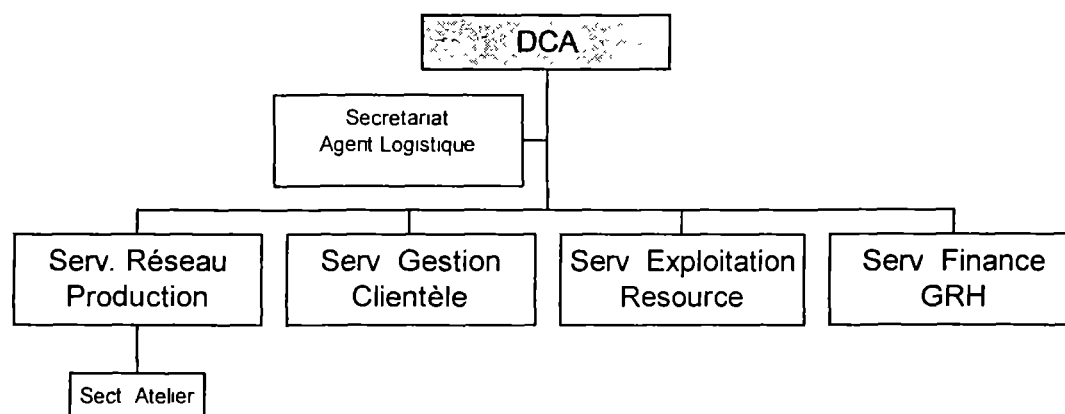 DCA
Secretariat
Agent Logistique
Serv. Réseau
Production
Serv Gestion
Clientèle
Serv Exploitation
Resource
Serv Finance
GRH
Sect Atelier